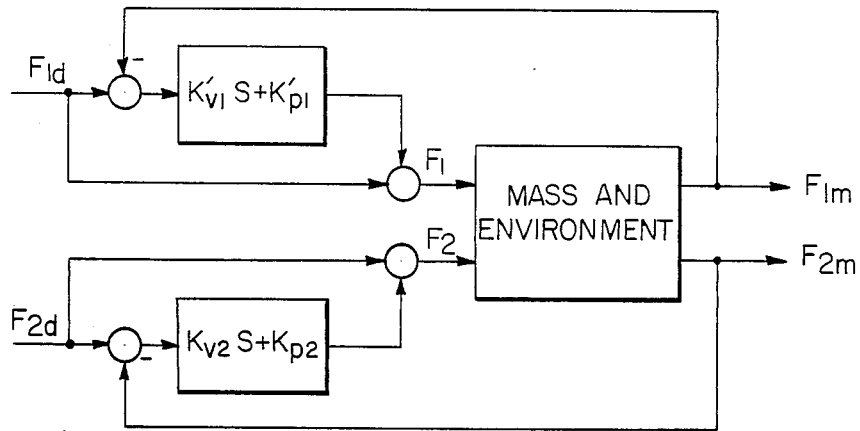 F1d
-
K'v1 S+K'p1
F1
MASS AND
ENVIRONMENT
F1m
F2
F2m
F2d
-
Kv2 S+Kp2